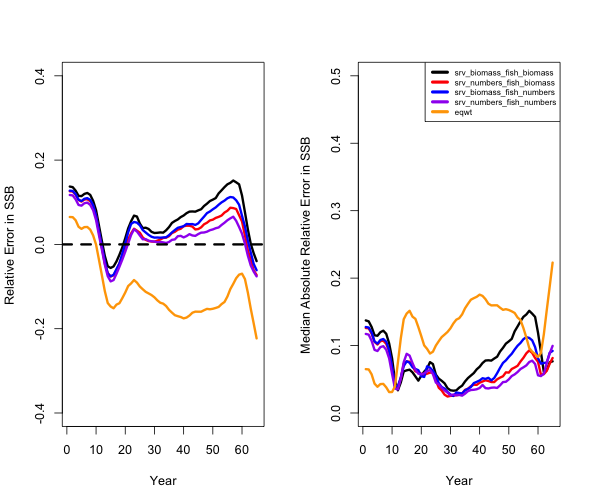 Relative Error in SSB
0.4
0.2
0.0
-0.2
-0.4
0 10 20 30 40 50 60
Year
Median Absolute Relative Error in SSB
0.5
0.4
0.3
0.2
0.1
0.0
0 10 20 30 40 50 60
Year
srv_biomass_fish_biomass
srv_numbers_fish_biomass
srv_biomass_fish_numbers
srv_numbers_fish_numbers
eqwt